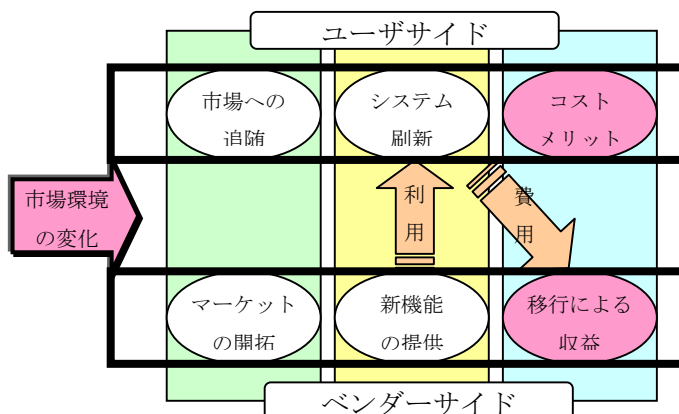 ユーザサイド
市場への
追随
システム
刷新
コスト
メリット
市場環境
の変化
利
用
費
用
マーケット
の開拓
新機能
の提供
移行による
収益
ベンダーサイド